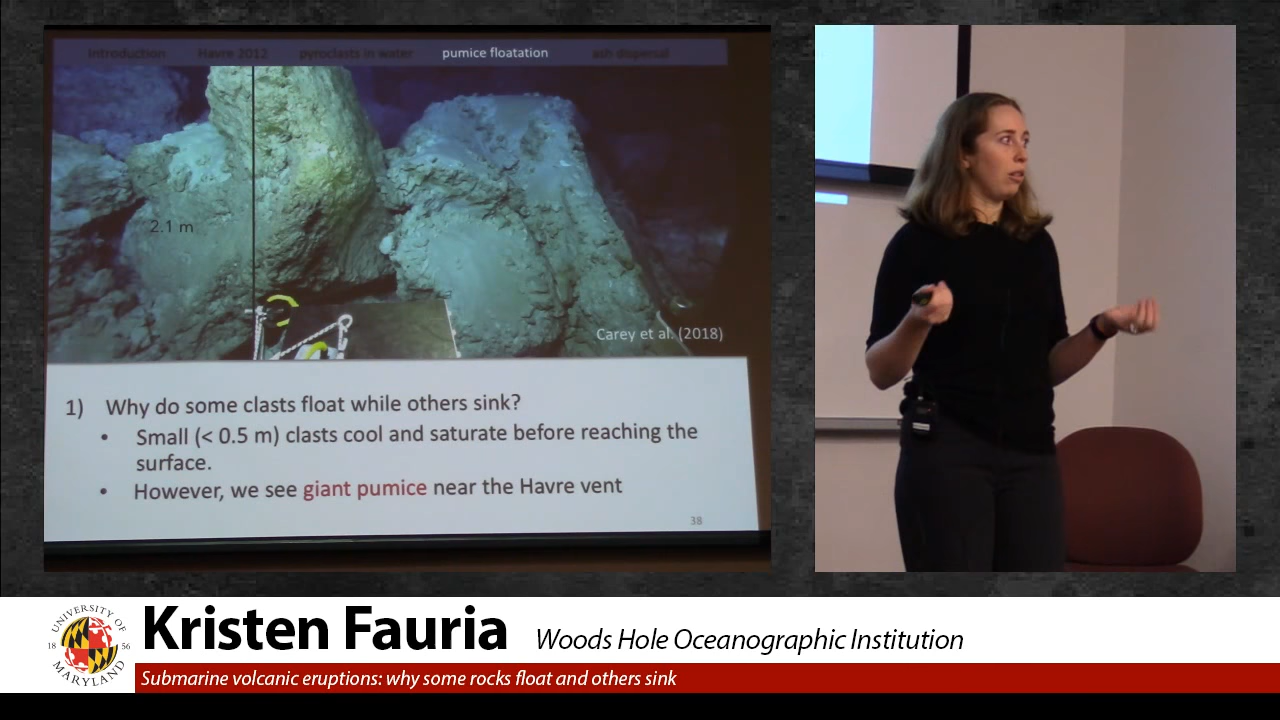 introduction Havre 2012 pyroclasts in water pumice floatation ash dispersal
2.1 m
Carey et al. (2018)
1) Why do some clasts float while others sink?
• Small (< 0.5 m) clasts cool and saturate before reaching the
surface.
• However, we see giant pumice near the Havre vent
38
UNIVERSITY OF
18 56
MARYLAND
Kristen Fauria Woods Hole Oceanographic Institution
Submarine volcanic eruptions: why some rocks float and others sink